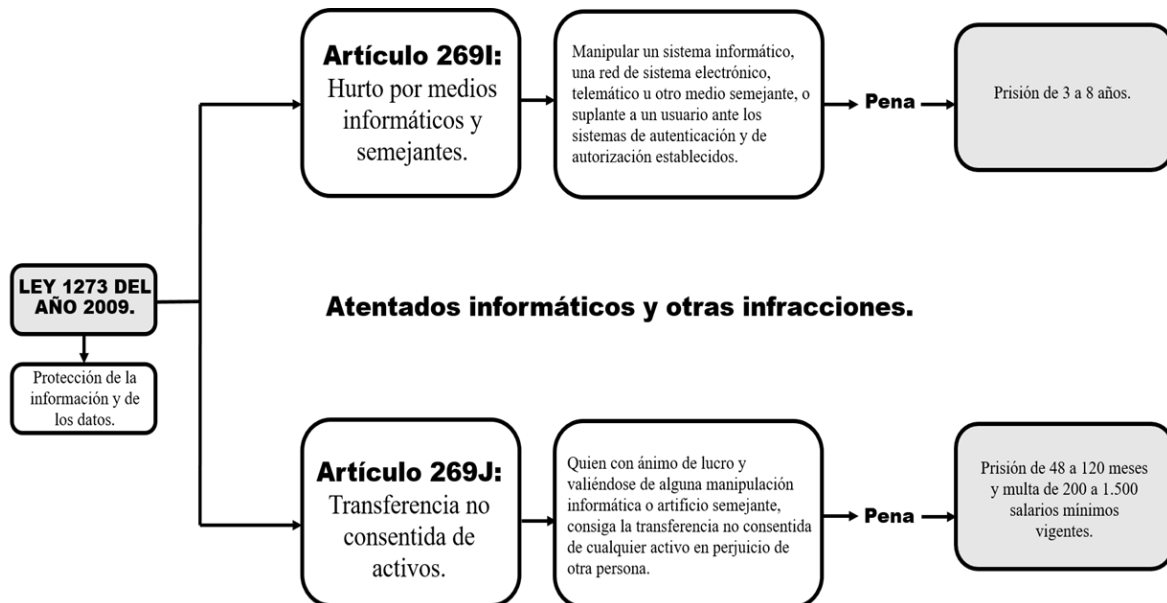 Artículo 269I:
Hurto por medios
informáticos y
semejantes.
Manipular un sistema informático,
una red de sistema electrónico,
telemático u otro medio semejante, o
suplante a un usuario ante los
sistemas de autenticación y de
autorización establecidos.
Pena
Prisión de 3 a 8 años.
LEY 1273 DEL
AÑO 2009.
Protección de la
información y de
los datos.
Atentados informáticos y otras infracciones.
Artículo 269J:
Transferencia no
consentida de
activos.
Quien con ánimo de lucro y
valiéndose de alguna manipulación
informática o artificio semejante,
consiga la transferencia no consentida
de cualquier activo en perjuicio de
otra persona.
Pena
Prisión de 48 a 120 meses
y multa de 200 a 1.500
salarios mínimos
vigentes.